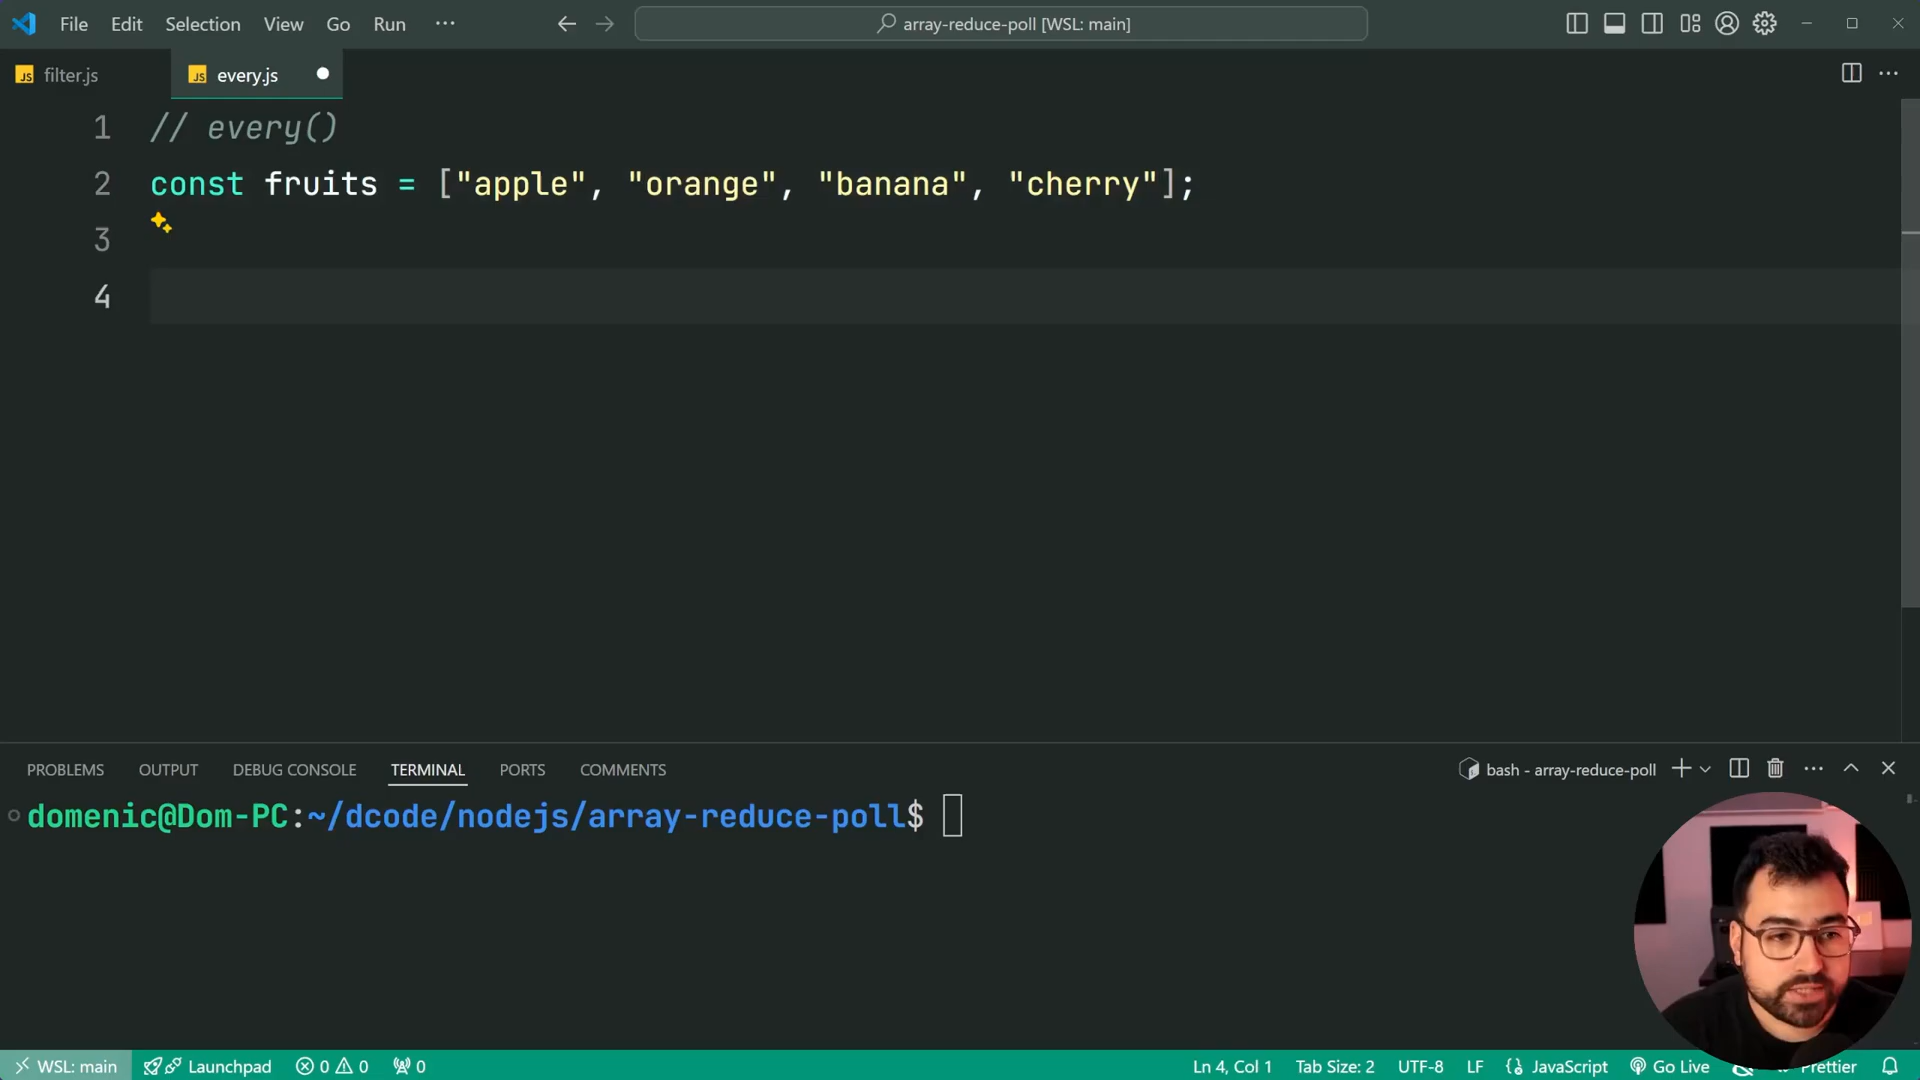 File Edit Selection View Go Run ···
array-reduce-poll [WSL: main]
JS filter.js
JS every.js
1 // every()
2 const fruits = ["apple", "orange", "banana", "cherry"];
3
4
PROBLEMS OUTPUT DEBUG CONSOLE TERMINAL PORTS COMMENTS
bash - array-reduce-poll
domenic@Dom-PC:~/dcode/nodejs/array-reduce-poll$
WSL: main Launchpad 0 0 0 Ln 4, Col 1 Tab Size: 2 UTF-8 LF {} JavaScript Go Live Prettier